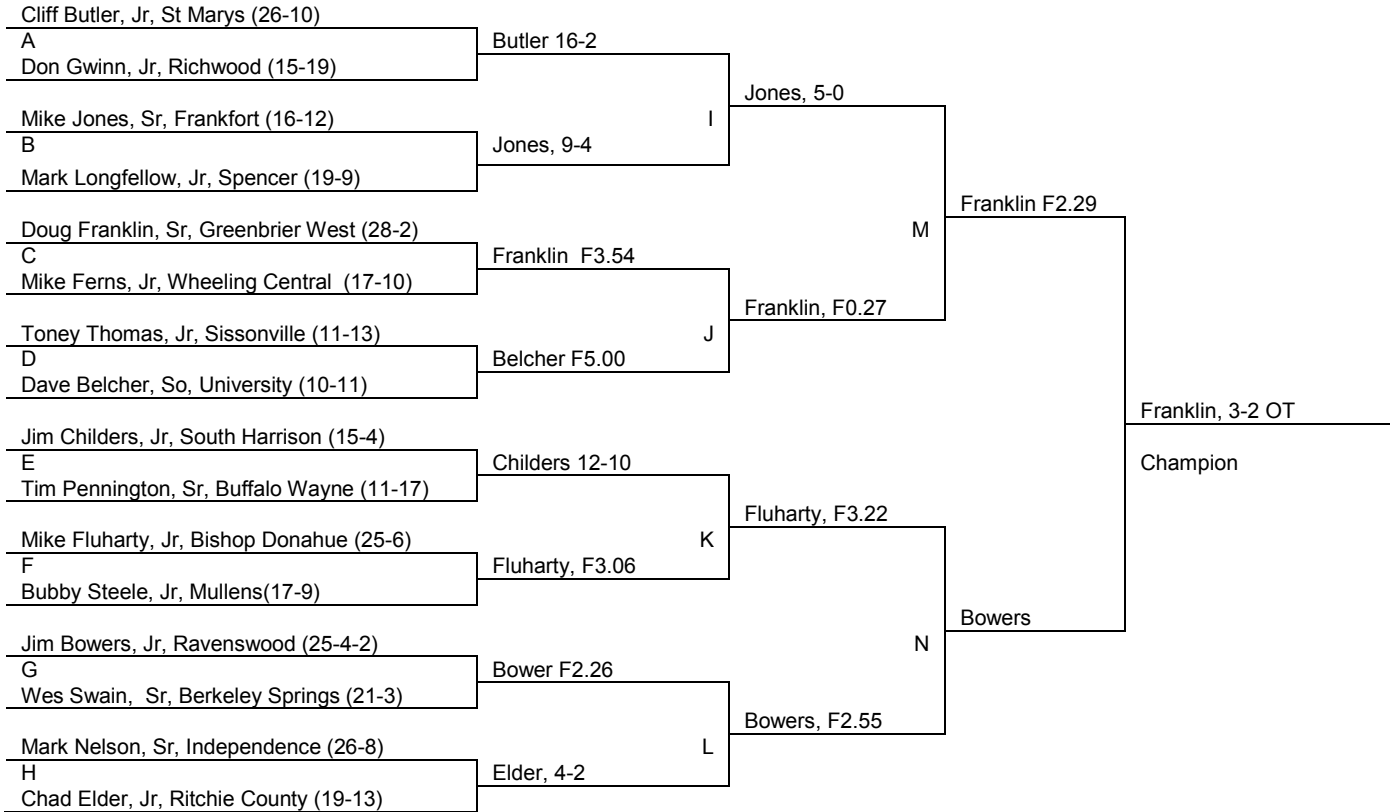 Cliff Butler, Jr, St Marys (26-10)
A
Butler 16-2
Don Gwinn, Jr, Richwood (15-19)
Jones, 5-0
Mike Jones, Sr, Frankfort (16-12)
I
B
Jones, 9-4
Mark Longfellow, Jr, Spencer (19-9)
Franklin F2.29
Doug Franklin, Sr, Greenbrier West (28-2)
M
C
Franklin  F3.54
Mike Ferns, Jr, Wheeling Central  (17-10)
Franklin, F0.27
Toney Thomas, Jr, Sissonville (11-13)
J
D
Belcher F5.00
Dave Belcher, So, University (10-11)
Franklin, 3-2 OT
Jim Childers, Jr, South Harrison (15-4)
E
Childers 12-10
Champion
Tim Pennington, Sr, Buffalo Wayne (11-17)
Fluharty, F3.22
Mike Fluharty, Jr, Bishop Donahue (25-6)
K
F
Fluharty, F3.06
Bubby Steele, Jr, Mullens(17-9)
Bowers
Jim Bowers, Jr, Ravenswood (25-4-2)
N
G
Bower F2.26
Wes Swain,  Sr, Berkeley Springs (21-3)
Bowers, F2.55
Mark Nelson, Sr, Independence (26-8)
L
H
Elder, 4-2
Chad Elder, Jr, Ritchie County (19-13)